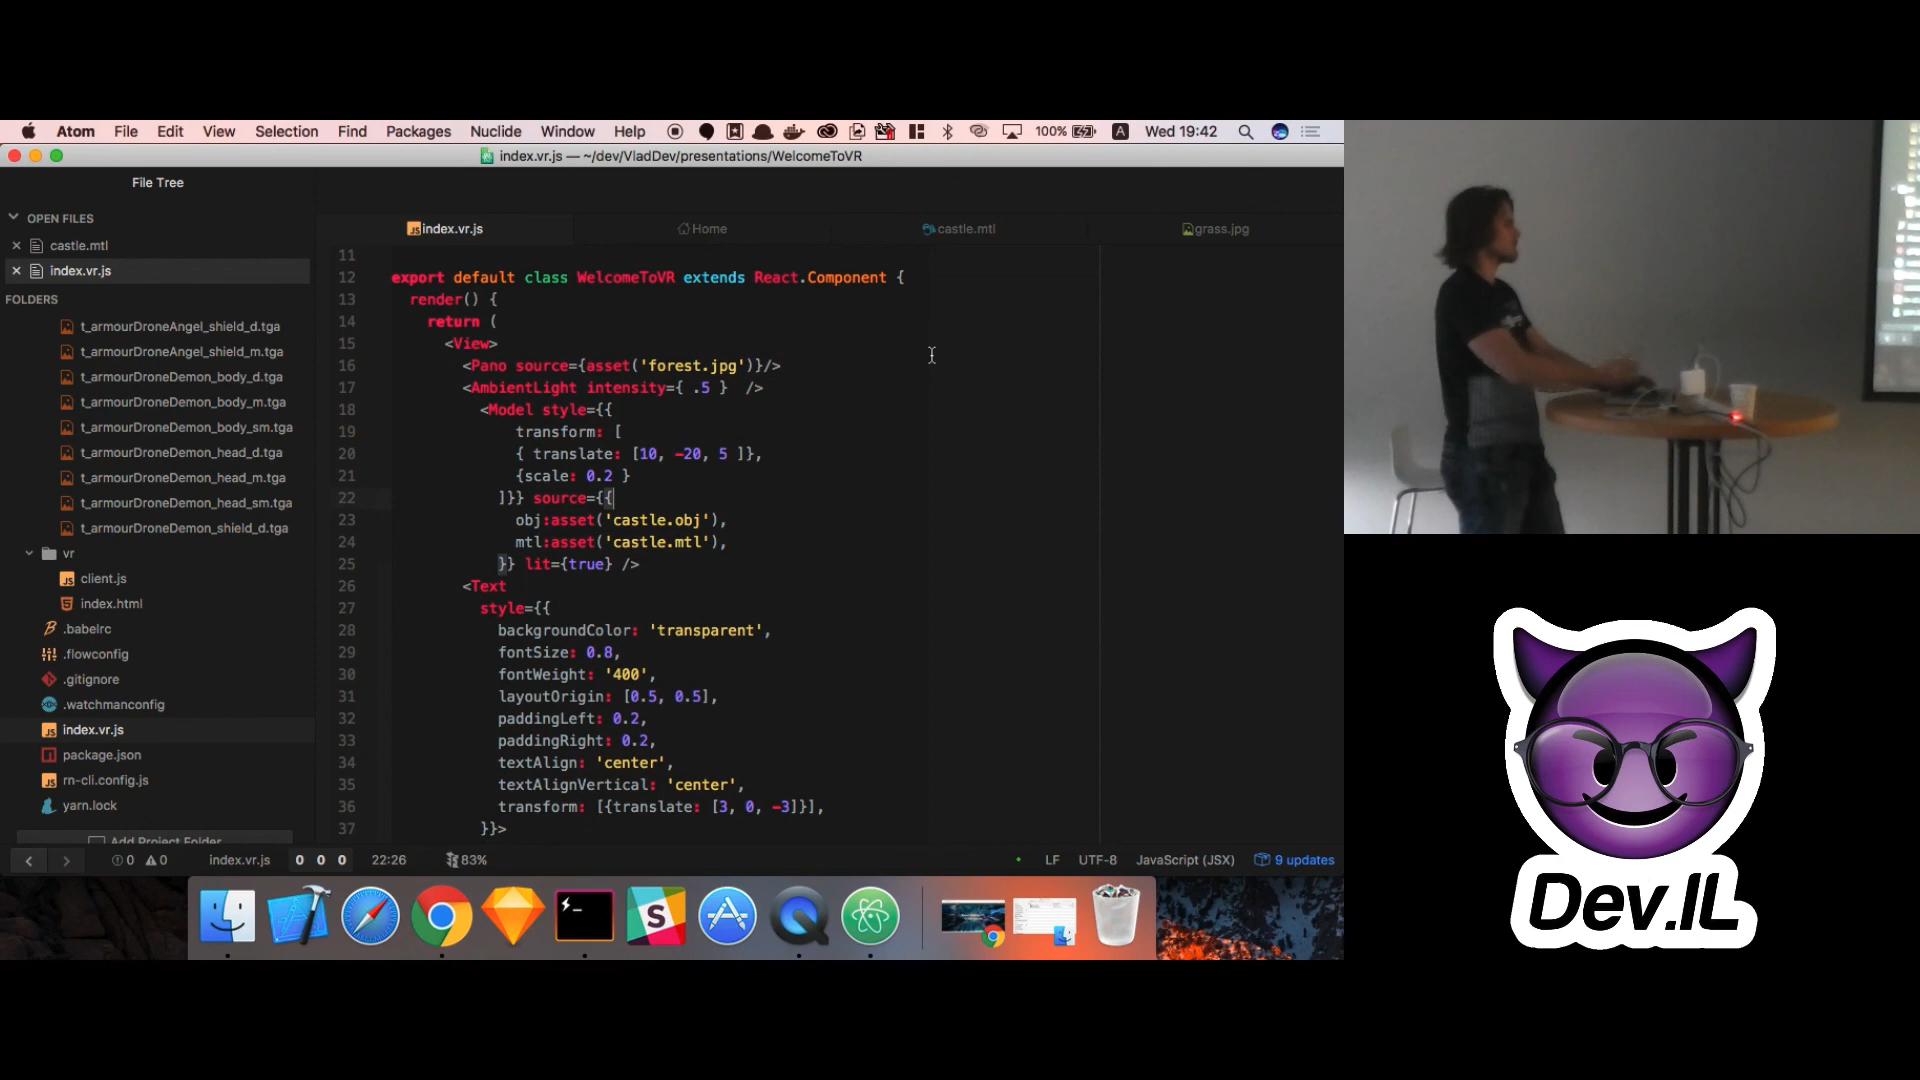 Atom File Edit View Selection Find Packages Nuclide Window Help 100% A Wed 19:42
index.vr.js — ~/dev/VladDev/presentations/WelcomeToVR
File Tree
OPEN FILES
castle.mtl
index.vr.js
FOLDERS
t_armourDroneAngel_shield_d.tga
t_armourDroneAngel_shield_m.tga
t_armourDroneDemon_body_d.tga
t_armourDroneDemon_body_m.tga
t_armourDroneDemon_body_sm.tga
t_armourDroneDemon_head_d.tga
t_armourDroneDemon_head_m.tga
t_armourDroneDemon_head_sm.tga
t_armourDroneDemon_shield_d.tga
vr
client.js
index.html
.babelrc
.flowconfig
.gitignore
.watchmanconfig
index.vr.js
package.json
rn-cli.config.js
yarn.lock
Add Project Folder
index.vr.js Home castle.mtl grass.jpg
11
12 export default class WelcomeToVR extends React.Component {
13 render() {
14 return (
15 <View>
16 <Pano source={asset('forest.jpg')}/>
17 <AmbientLight intensity={ .5 } />
18 <Model style={{
19 transform: [
20 { translate: [10, -20, 5 ]},
21 {scale: 0.2 }
22 ]}} source={{
23 obj:asset('castle.obj'),
24 mtl:asset('castle.mtl'),
25 }} lit={true} />
26 <Text
27 style={{
28 backgroundColor: 'transparent',
29 fontSize: 0.8,
30 fontWeight: '400',
31 layoutOrigin: [0.5, 0.5],
32 paddingLeft: 0.2,
33 paddingRight: 0.2,
34 textAlign: 'center',
35 textAlignVertical: 'center',
36 transform: [{translate: [3, 0, -3]}],
37 }}>
0 0 index.vr.js 0 0 0 22:26 83% LF UTF-8 JavaScript (JSX) 9 updates
Dev.IL